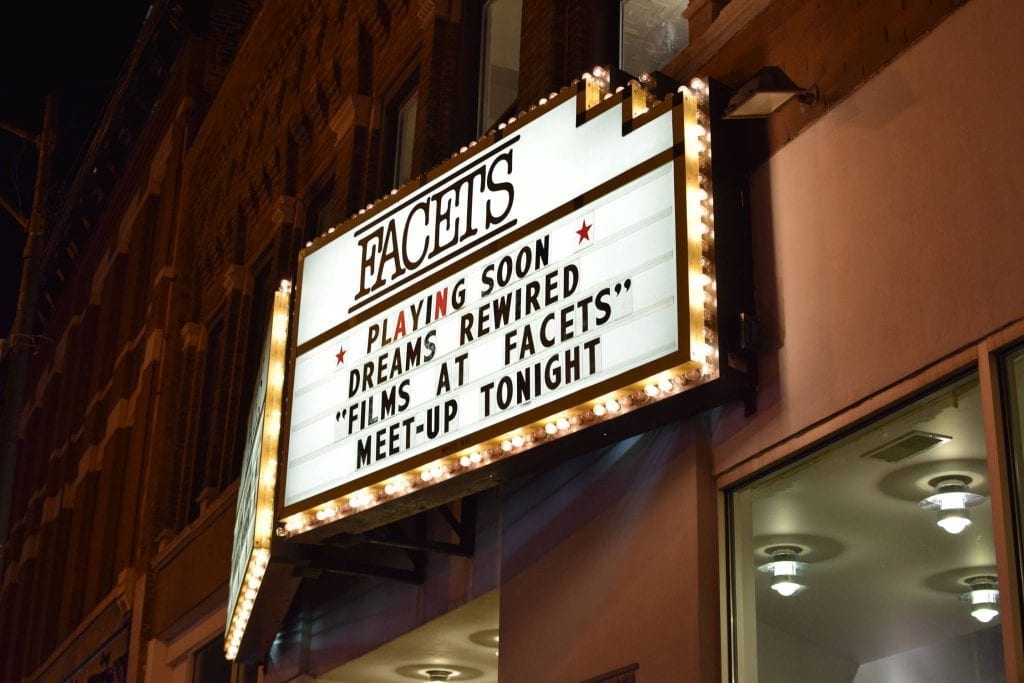 FACETS
PLAYING SOON
DREAMS REWIRED
"FILMS AT FACETS"
MEET-UP TONIGHT